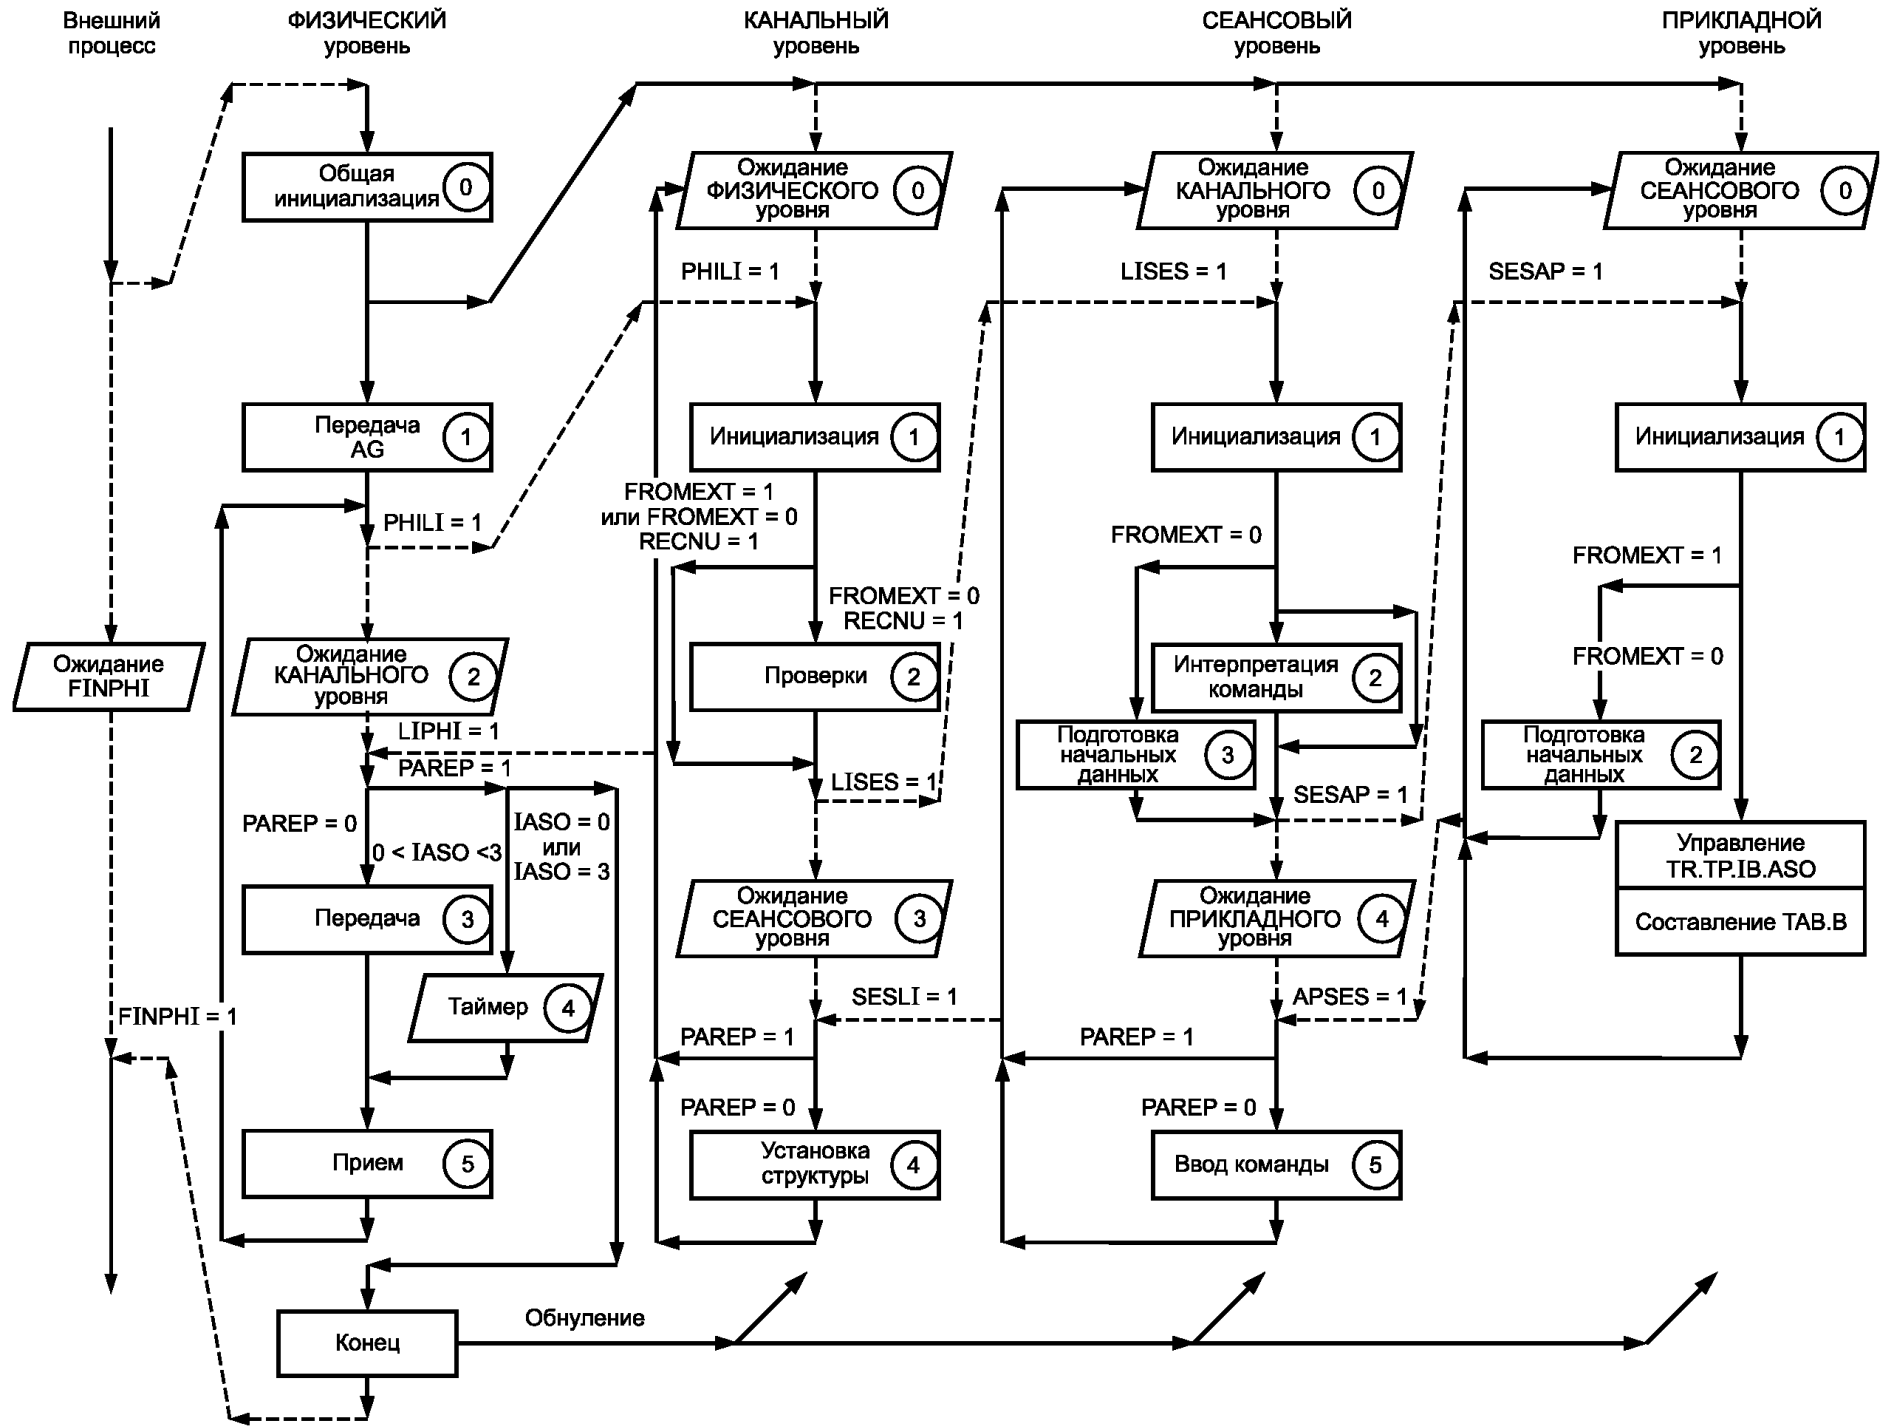 Внешний
процесс
ФИЗИЧЕСКИЙ
уровень
КАНАЛЬНЫЙ
уровень
СЕАНСОВЫЙ
уровень
ПРИКЛАДНОЙ
уровень
Общая
инициализация
0
Ожидание
ФИЗИЧЕСКОГО
уровня
0
Ожидание
КАНАЛЬНОГО
уровня
0
Ожидание
СЕАНСОВОГО
уровня
0
PHILI = 1
LISES = 1
SESAP = 1
Передача
AG
1
Инициализация
1
Инициализация
1
Инициализация
1
PHILI = 1
FROMEXT = 1
или FROMEXT = 0
RECNU = 1
FROMEXT = 0
FROMEXT = 1
FROMEXT = 0
RECNU = 1
FROMEXT = 0
Ожидание
FINPHI
Ожидание
КАНАЛЬНОГО
уровня
2
Проверки
2
Интерпретация
команды
2
LIPHI = 1
PAREP = 1
LISES = 1
Подготовка
начальных
данных
3
Подготовка
начальных
данных
2
SESAP = 1
PAREP = 0
0 < IASO <3
IASO = 0
или
IASO = 3
Управление
TR.TP.IB.ASO
Составление TAB.B
Передача
3
Ожидание
СЕАНСОВОГО
уровня
3
Ожидание
ПРИКЛАДНОГО
уровня
4
Таймер
4
FINPHI = 1
SESLI = 1
APSES = 1
PAREP = 1
PAREP = 1
PAREP = 0
PAREP = 0
Прием
5
Установка
структуры
4
Ввод команды
5
Конец
Обнуление